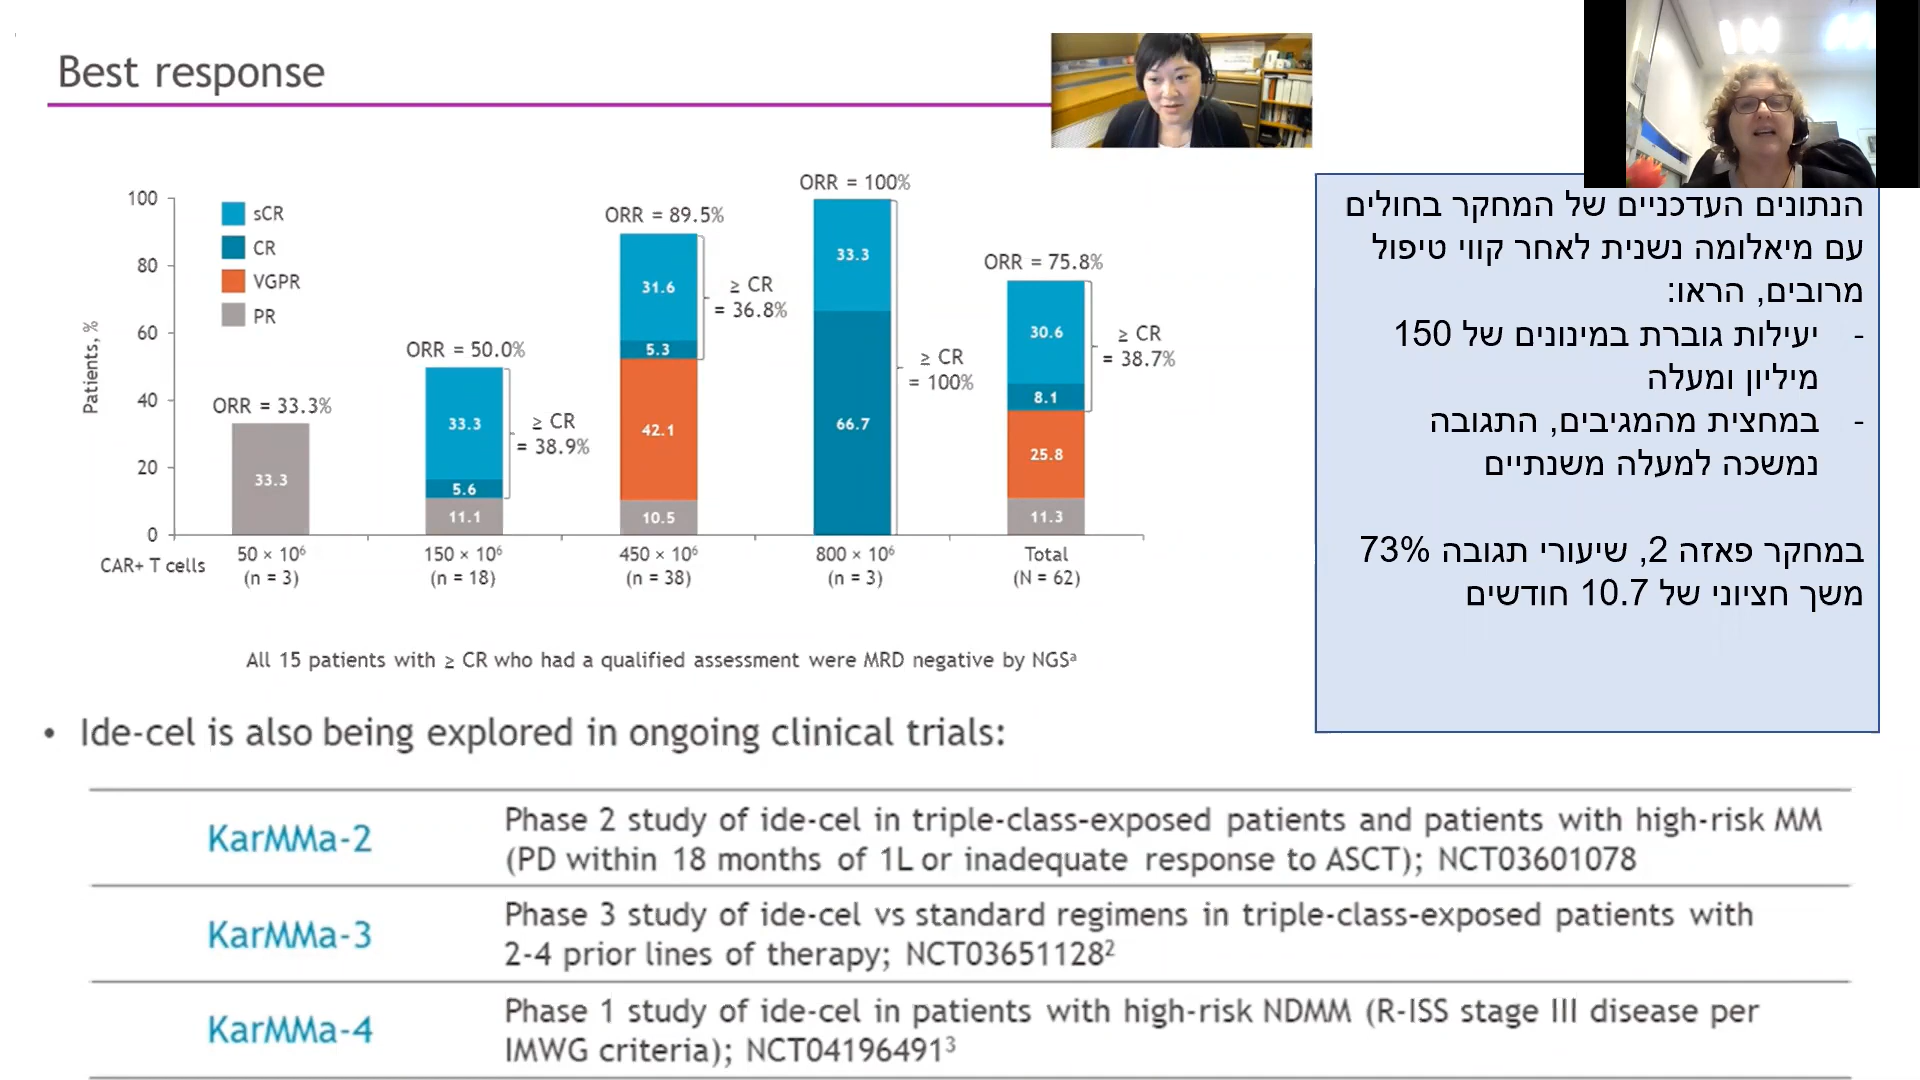 Best response
100
80
60
40
20
0
Patients, %
sCR
CR
VGPR
PR
ORR = 33.3%
33.3
ORR = 50.0%
33.3
5.6
11.1
≥ CR
= 38.9%
ORR = 89.5%
31.6
5.3
42.1
10.5
≥ CR
= 36.8%
ORR = 100%
33.3
66.7
≥ CR
= 100%
ORR = 75.8%
30.6
8.1
25.8
11.3
≥ CR
= 38.7%
CAR+ T cells
50 × 10⁶
(n = 3)
150 × 10⁶
(n = 18)
450 × 10⁶
(n = 38)
800 × 10⁶
(n = 3)
Total
(N = 62)
All 15 patients with ≥ CR who had a qualified assessment were MRD negative by NGSᵃ
הנתונים העדכניים של המחקר בחולים
עם מיאלומה נשנית לאחר קווי טיפול
מרובים, הראו:
- יעילות גוברת במינונים של 150
מיליון ומעלה
- במחצית מהמגיבים, התגובה
נמשכה למעלה משנתיים
במחקר פאזה 2, שיעורי תגובה 73%
משך חציוני של 10.7 חודשים
• Ide-cel is also being explored in ongoing clinical trials:
KarMMa-2
Phase 2 study of ide-cel in triple-class-exposed patients and patients with high-risk MM
(PD within 18 months of 1L or inadequate response to ASCT); NCT03601078
KarMMa-3
Phase 3 study of ide-cel vs standard regimens in triple-class-exposed patients with
2-4 prior lines of therapy; NCT03651128²
KarMMa-4
Phase 1 study of ide-cel in patients with high-risk NDMM (R-ISS stage III disease per
IMWG criteria); NCT04196491³